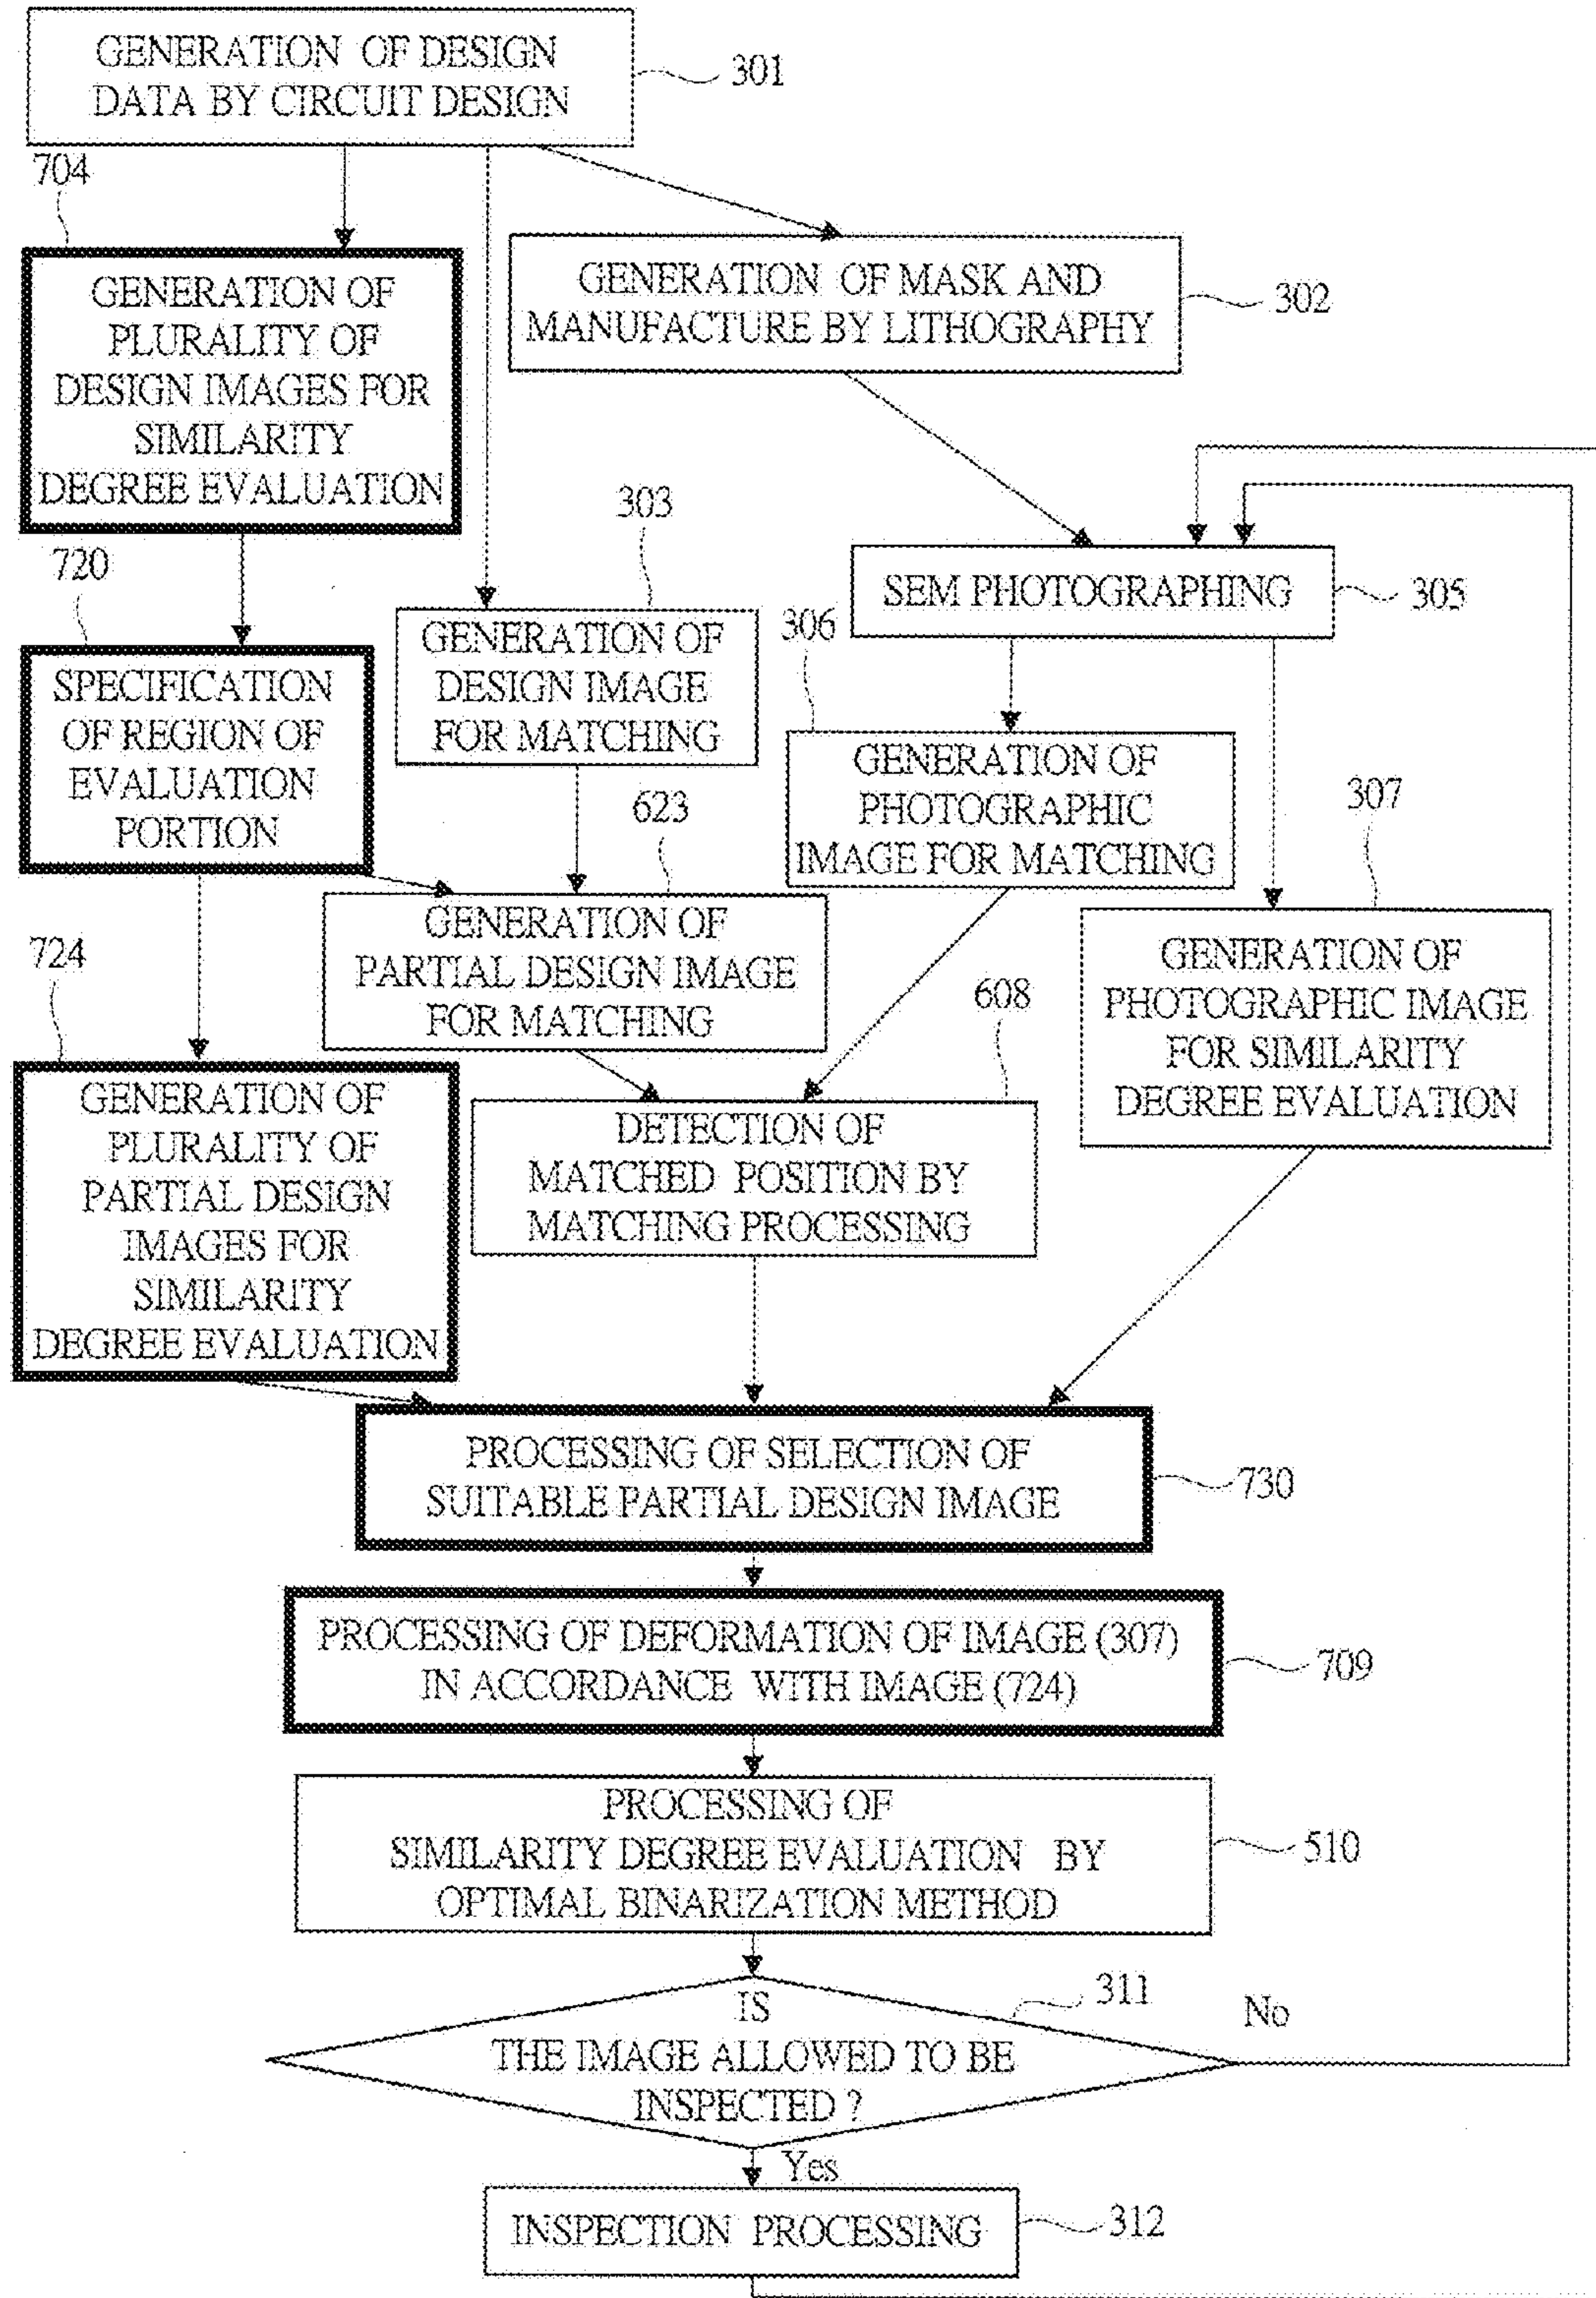 GENERATION OF DESIGN
DATA BY CIRCUIT DESIGN
301
704
GENERATION OF
PLURALITY OF
DESIGN IMAGES FOR
SIMILARITY
DEGREE EVALUATION
GENERATION OF MASK AND
MANUFACTURE BY LITHOGRAPHY
302
303
720
SPECIFICATION
OF REGION OF
EVALUATION
PORTION
GENERATION OF
DESIGN IMAGE
FOR MATCHING
SEM PHOTOGRAPHING
305
306
GENERATION OF
PHOTOGRAPHIC
IMAGE FOR MATCHING
307
623
GENERATION OF
PARTIAL DESIGN IMAGE
FOR MATCHING
GENERATION OF
PHOTOGRAPHIC IMAGE
FOR SIMILARITY
DEGREE EVALUATION
724
608
GENERATION OF
PLURALITY OF
PARTIAL DESIGN
IMAGES FOR
SIMILARITY
DEGREE EVALUATION
DETECTION OF
MATCHED POSITION BY
MATCHING PROCESSING
PROCESSING OF SELECTION OF
SUITABLE PARTIAL DESIGN IMAGE
730
PROCESSING OF DEFORMATION OF IMAGE (307)
IN ACCORDANCE WITH IMAGE (724)
709
PROCESSING OF
SIMILARITY DEGREE EVALUATION BY
OPTIMAL BINARIZATION METHOD
510
IS
THE IMAGE ALLOWED TO BE
INSPECTED ?
311
No
Yes
INSPECTION PROCESSING
312